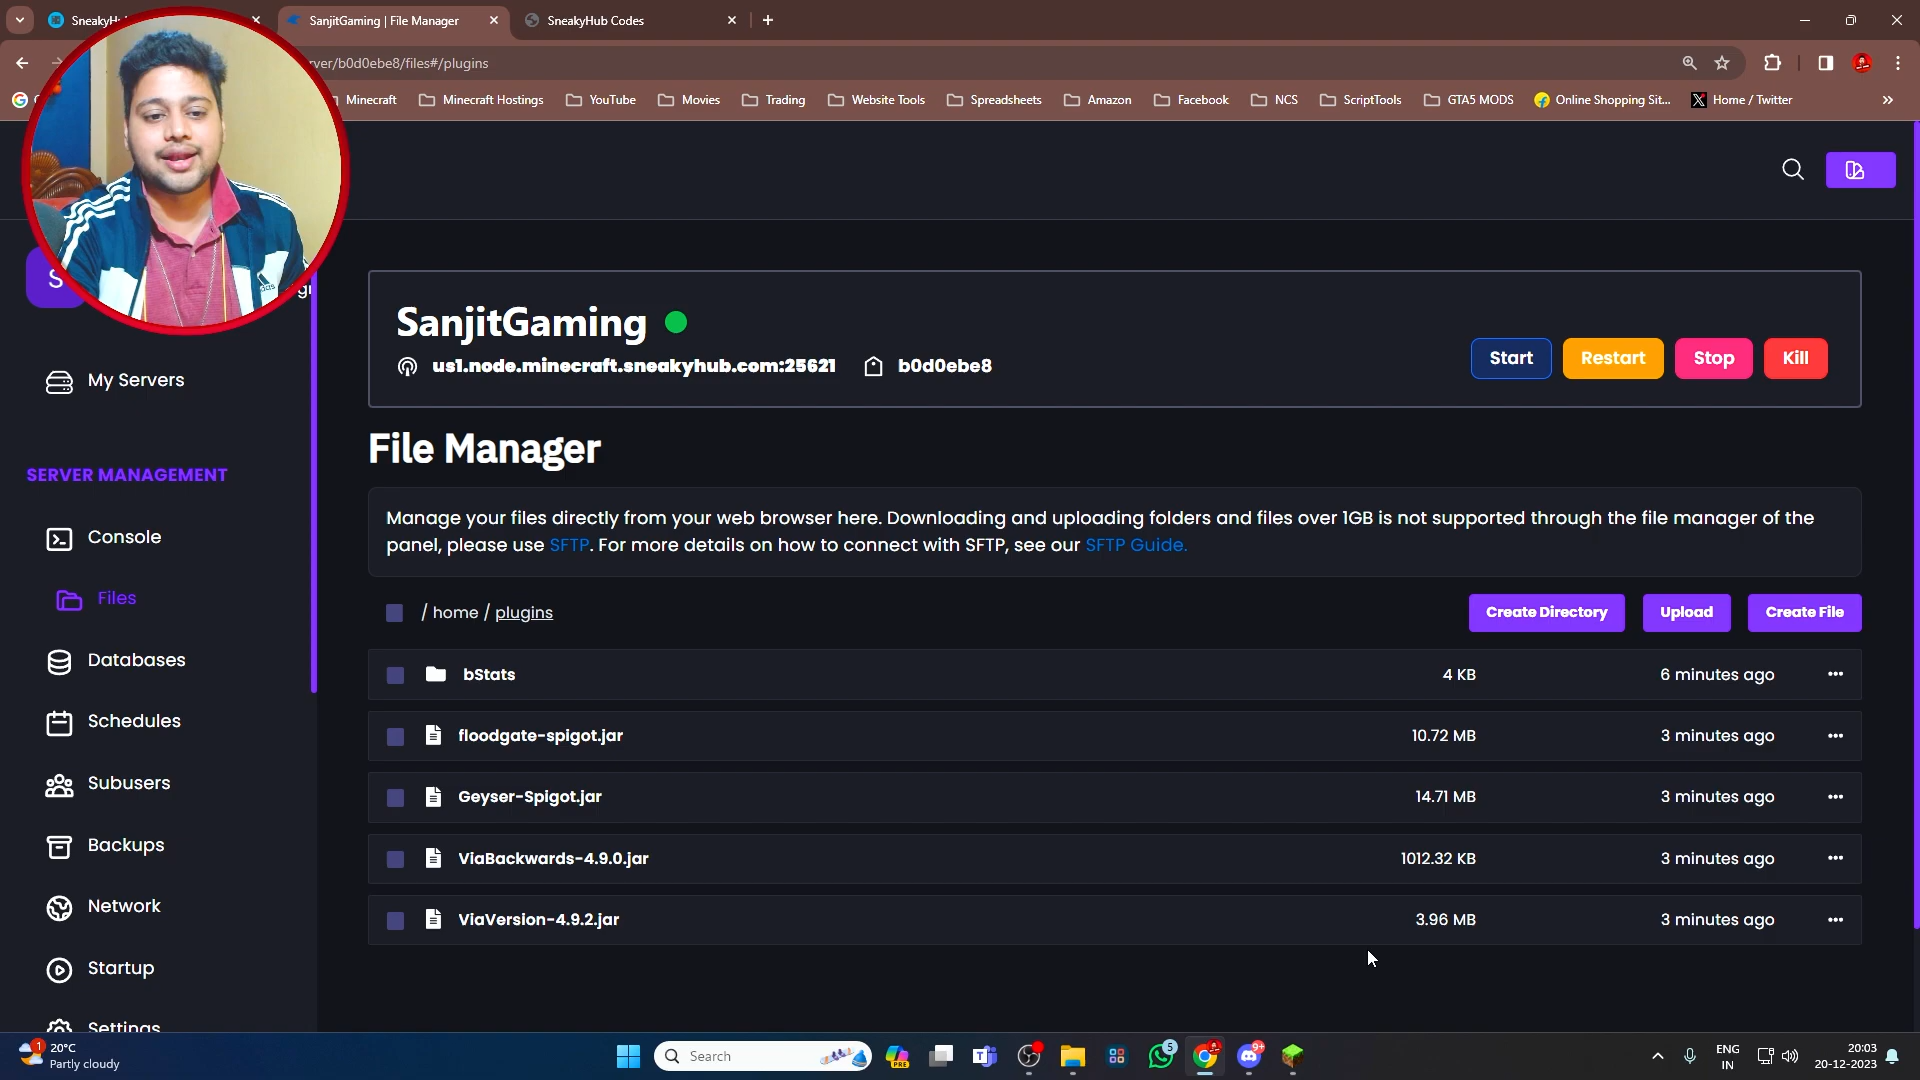 SneakyH
SanjitGaming | File Manager
SneakyHub Codes
rver/b0d0ebe8/files#/plugins
Minecraft
Minecraft Hostings
YouTube
Movies
Trading
Website Tools
Spreadsheets
Amazon
Facebook
NCS
ScriptTools
GTA5 MODS
Online Shopping Sit...
Home / Twitter
S
SanjitGaming
us1.node.minecraft.sneakyhub.com:25621
b0d0ebe8
Start
Restart
Stop
Kill
My Servers
SERVER MANAGEMENT
Console
Files
Databases
Schedules
Subusers
Backups
Network
Startup
Settings
File Manager
Manage your files directly from your web browser here. Downloading and uploading folders and files over 1GB is not supported through the file manager of the
panel, please use SFTP. For more details on how to connect with SFTP, see our SFTP Guide.
/ home / plugins
Create Directory
Upload
Create File
bStats 4 KB 6 minutes ago
floodgate-spigot.jar 10.72 MB 3 minutes ago
Geyser-Spigot.jar 14.71 MB 3 minutes ago
ViaBackwards-4.9.0.jar 1012.32 KB 3 minutes ago
ViaVersion-4.9.2.jar 3.96 MB 3 minutes ago
1
20°C
Partly cloudy
Search
PRE
5
9+
ENG
IN
20:03
20-12-2023